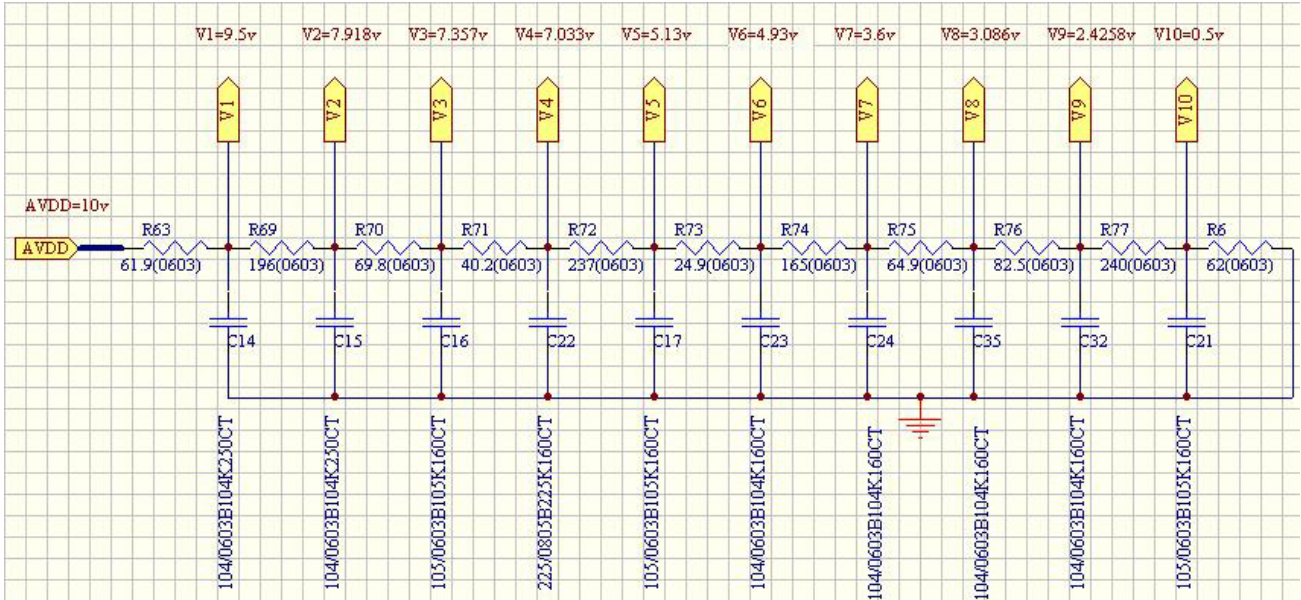 V1=9.5v V2=7.918v V3=7.357v V4=7.033v V5=5.13v V6=4.93v V7=3.6v V8=3.086v V9=2.4258v V10=0.5v
V1 V2 V3 V4 V5 V6 V7 V8 V9 V10
AVDD=10v
R63 R69 R70 R71 R72 R73 R74 R75 R76 R77 R6
AVDD
61.9(0603) 196(0603) 69.8(0603) 40.2(0603) 237(0603) 24.9(0603) 165(0603) 64.9(0603) 82.5(0603) 240(0603) 62(0603)
C14 C15 C16 C22 C17 C23 C24 C35 C32 C21
104/0603B104K250CT
104/0603B104K250CT
105/0603B105K160CT
225/0805B225K160CT
105/0603B105K160CT
104/0603B104K160CT
104/0603B104K160CT
104/0603B104K160CT
104/0603B104K160CT
105/0603B105K160CT